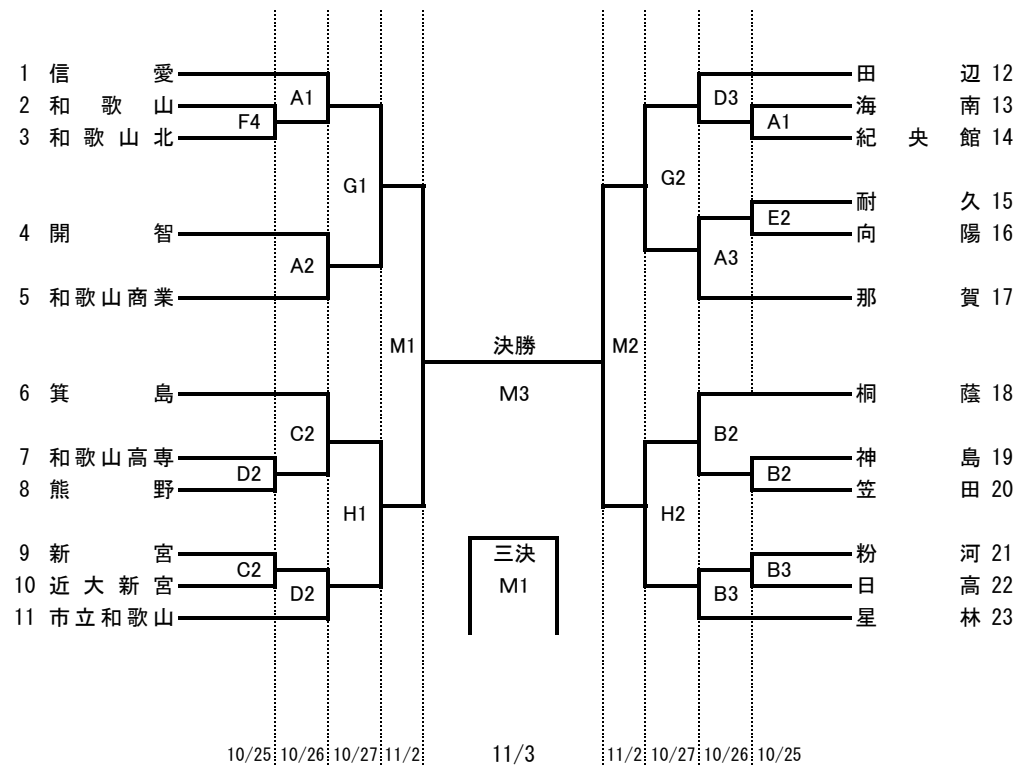 1 信愛
A1
2 和歌山
F4
3 和歌山北
G1
4 開智
A2
5 和歌山商業
M1
6 箕島
C2
7 和歌山高専
D2
8 熊野
H1
9 新宮
C2
10 近大新宮
D2
11 市立和歌山
決勝
M3
三決
M1
田辺 12
D3
海南 13
A1
紀央館 14
G2
耐久 15
E2
向陽 16
A3
那賀 17
M2
桐蔭 18
B2
神島 19
B2
笠田 20
H2
粉河 21
B3
日高 22
B3
星林 23
10/25 10/26 10/27 11/2 11/3 11/2 10/27 10/26 10/25